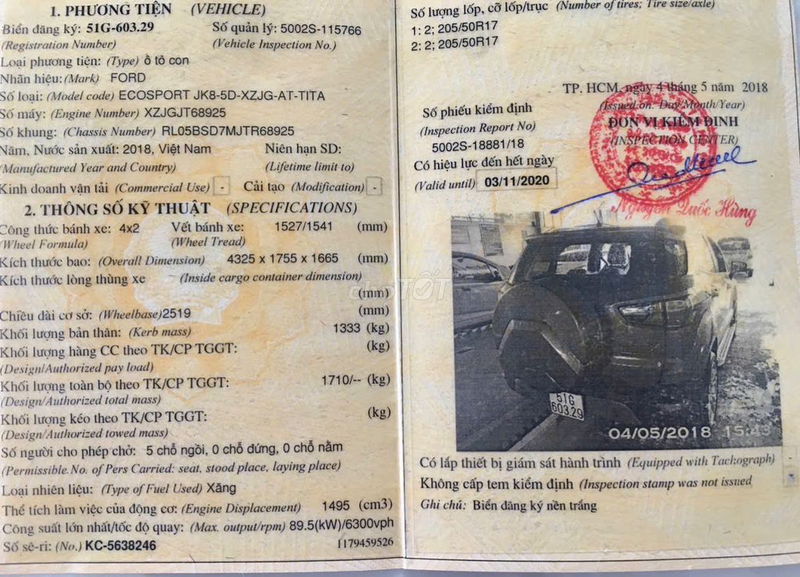 1. PHƯƠNG TIỆN (VEHICLE)
Biển đăng ký: 51G-603.29 Số quản lý: 5002S-115766
(Registration Number) (Vehicle Inspection No.)
Loại phương tiện: (Type) ô tô con
Nhãn hiệu: (Mark) FORD
Số loại: (Model code) ECOSPORT JK8-5D-XZJG-AT-TITA
Số máy: (Engine Number) XZJGJT68925
Số khung: (Chassis Number) RL05BSD7MJTR68925
Năm, Nước sản xuất: 2018, Việt Nam Niên hạn SD:
(Manufactured Year and Country) (Lifetime limit to)
Kinh doanh vận tải (Commercial Use) - Cải tạo (Modification) -
2. THÔNG SỐ KỸ THUẬT (SPECIFICATIONS)
Công thức bánh xe: 4x2 Vết bánh xe: 1527/1541 (mm)
(Wheel Formula) (Wheel Tread)
Kích thước bao: (Overall Dimension) 4325 x 1755 x 1665 (mm)
Kích thước lòng thùng xe (Inside cargo container dimension)
(mm)
Chiều dài cơ sở: (Wheelbase) 2519 (mm)
Khối lượng bản thân: (Kerb mass) 1333 (kg)
Khối lượng hàng CC theo TK/CP TGGT: (kg)
(Design/Authorized pay load)
Khối lượng toàn bộ theo TK/CP TGGT: 1710/-- (kg)
(Design/Authorized total mass)
Khối lượng kéo theo TK/CP TGGT: (kg)
(Design/Authorized towed mass)
Số người cho phép chở: 5 chỗ ngồi, 0 chỗ đứng, 0 chỗ nằm
(Permissible No. of Pers Carried: seat, stood place, laying place)
Loại nhiên liệu: (Type of Fuel Used) Xăng
Thể tích làm việc của động cơ: (Engine Displacement) 1495 (cm3)
Công suất lớn nhất/tốc độ quay: (Max. output/rpm) 89.5(kW)/6300vph
Số sê-ri: (No.) KC-5638246 1179459526
Số lượng lốp, cỡ lốp/trục (Number of tires; Tire size/axle)
1: 2; 205/50R17
2: 2; 205/50R17
TP. HCM, ngày 4 tháng 5 năm 2018
(Issued on: Day/Month/Year)
Số phiếu kiểm định ĐƠN VỊ KIỂM ĐỊNH
(Inspection Report No) (INSPECTION CENTER)
5002S-18881/18
Có hiệu lực đến hết ngày
(Valid until) 03/11/2020
Nguyễn Quốc Hùng
51G
603.29
04/05/2018
Có lắp thiết bị giám sát hành trình (Equipped with Tachograph) -
Không cấp tem kiểm định (Inspection stamp was not issued
Ghi chú: Biển đăng ký nền trắng